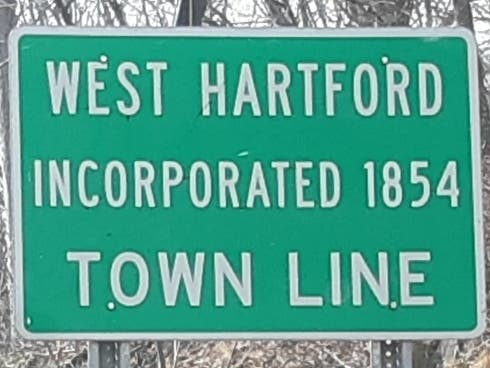 WEST HARTFORD
INCORPORATED 1854
TOWN LINE